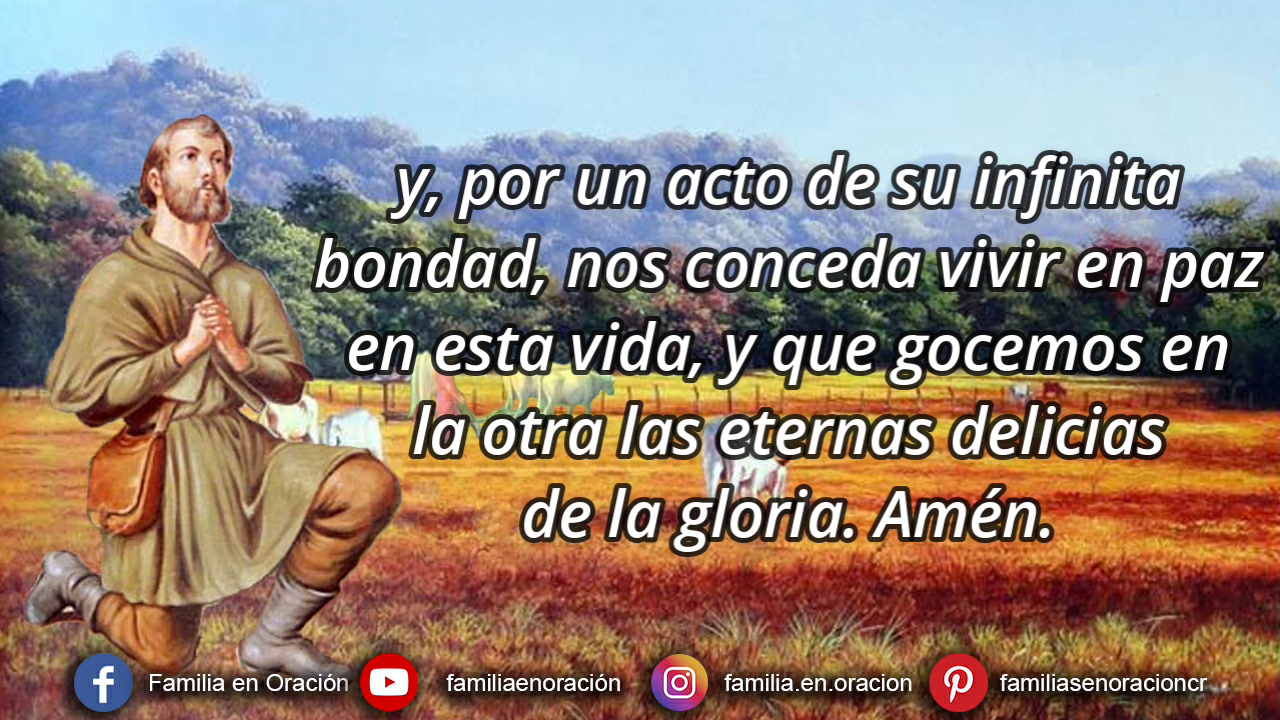 y, por un acto de su infinita
bondad, nos conceda vivir en paz
en esta vida, y que gocemos en
la otra las eternas delicias
de la gloria. Amén.
Familia en Oración
familiaenoración
familia.en.oracion
familiasenoracioncr